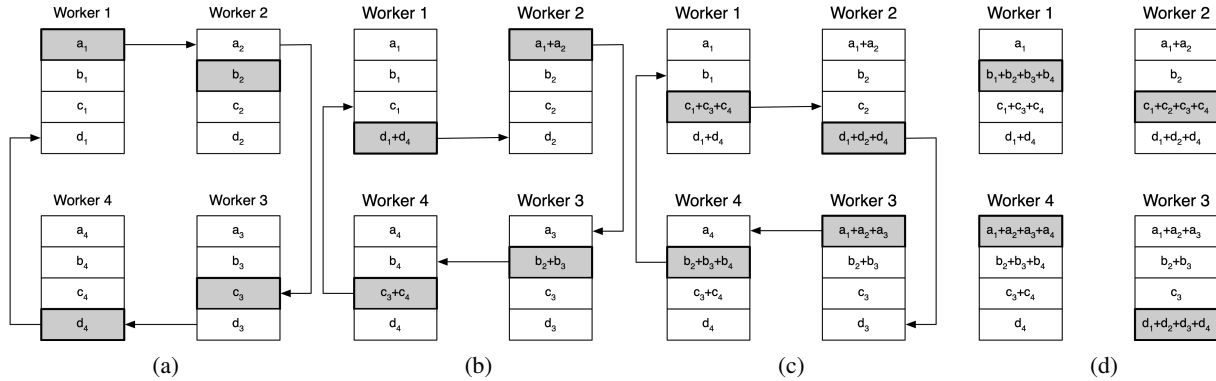 Worker 1 Worker 2 Worker 1 Worker 2 Worker 1 Worker 2 Worker 1 Worker 2
a₁ a₂ a₁ a₁+a₂ a₁ a₁+a₂ a₁ a₁+a₂
b₁ b₂ b₁ b₂ b₁ b₂ b₁+b₂+b₃+b₄ b₂
c₁ c₂ c₁ c₂ c₁+c₃+c₄ c₂ c₁+c₃+c₄ c₁+c₂+c₃+c₄
d₁ d₂ d₁+d₄ d₂ d₁+d₄ d₁+d₂+d₄ d₁+d₄ d₁+d₂+d₄
Worker 4 Worker 3 Worker 4 Worker 3 Worker 4 Worker 3 Worker 4 Worker 3
a₄ a₃ a₄ a₃ a₄ a₁+a₂+a₃ a₁+a₂+a₃+a₄ a₁+a₂+a₃
b₄ b₃ b₄ b₂+b₃ b₂+b₃+b₄ b₂+b₃ b₂+b₃+b₄ b₂+b₃
c₄ c₃ c₃+c₄ c₃ c₃+c₄ c₃ c₃+c₄ c₃
d₄ d₃ d₄ d₃ d₄ d₃ d₄ d₁+d₂+d₃+d₄
(a) (b) (c) (d)